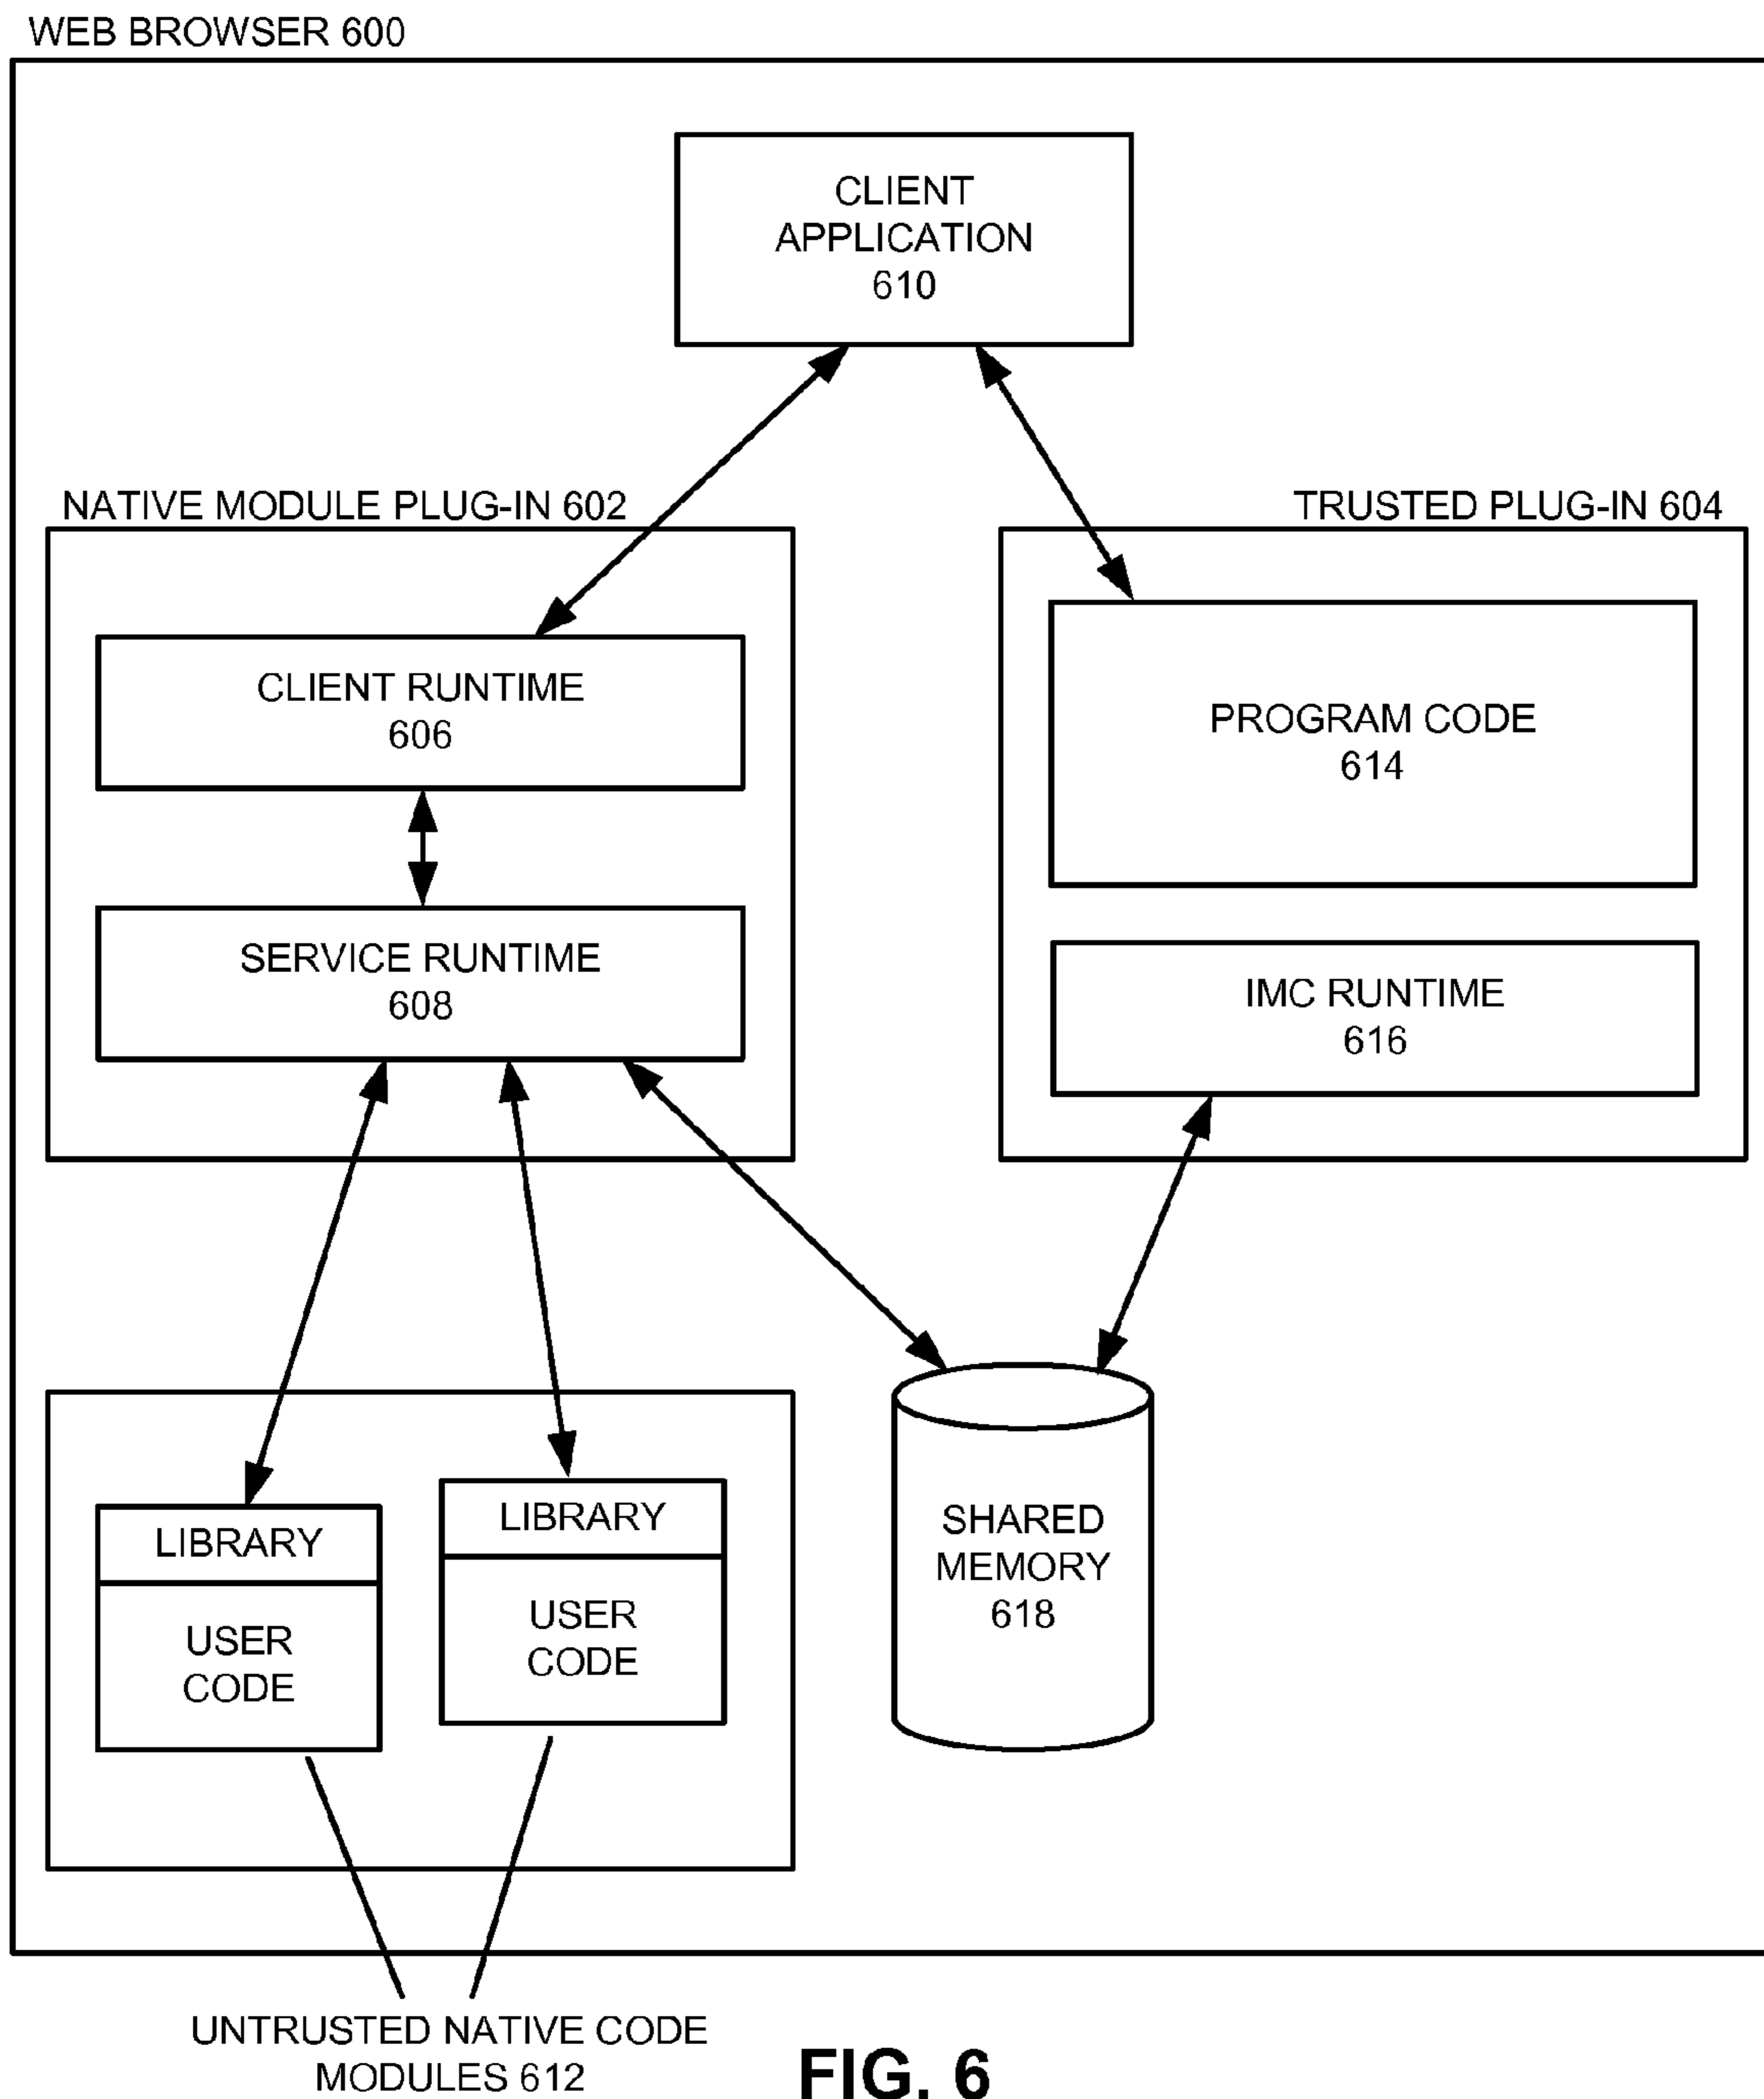 WEB BROWSER 600
CLIENT
APPLICATION
610
NATIVE MODULE PLUG-IN 602
TRUSTED PLUG-IN 604
CLIENT RUNTIME
606
PROGRAM CODE
614
SERVICE RUNTIME
608
IMC RUNTIME
616
LIBRARY
USER
CODE
LIBRARY
USER
CODE
SHARED
MEMORY
618
UNTRUSTED NATIVE CODE
MODULES 612
FIG. 6